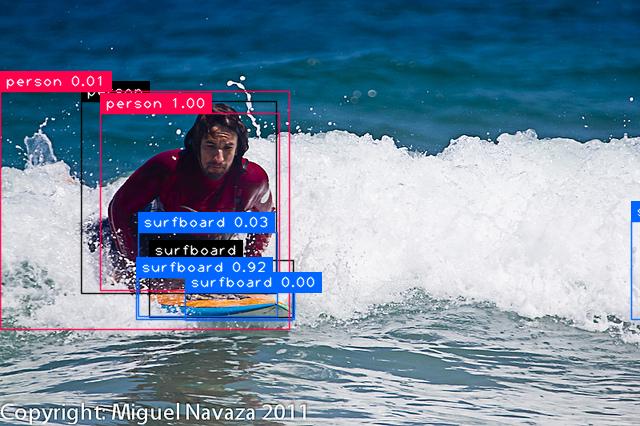 person 0.01
person
person 1.00
surfboard 0.03
surfboard
surfboard 0.92
surfboard 0.00
Copyright: Miguel Navaza 2011